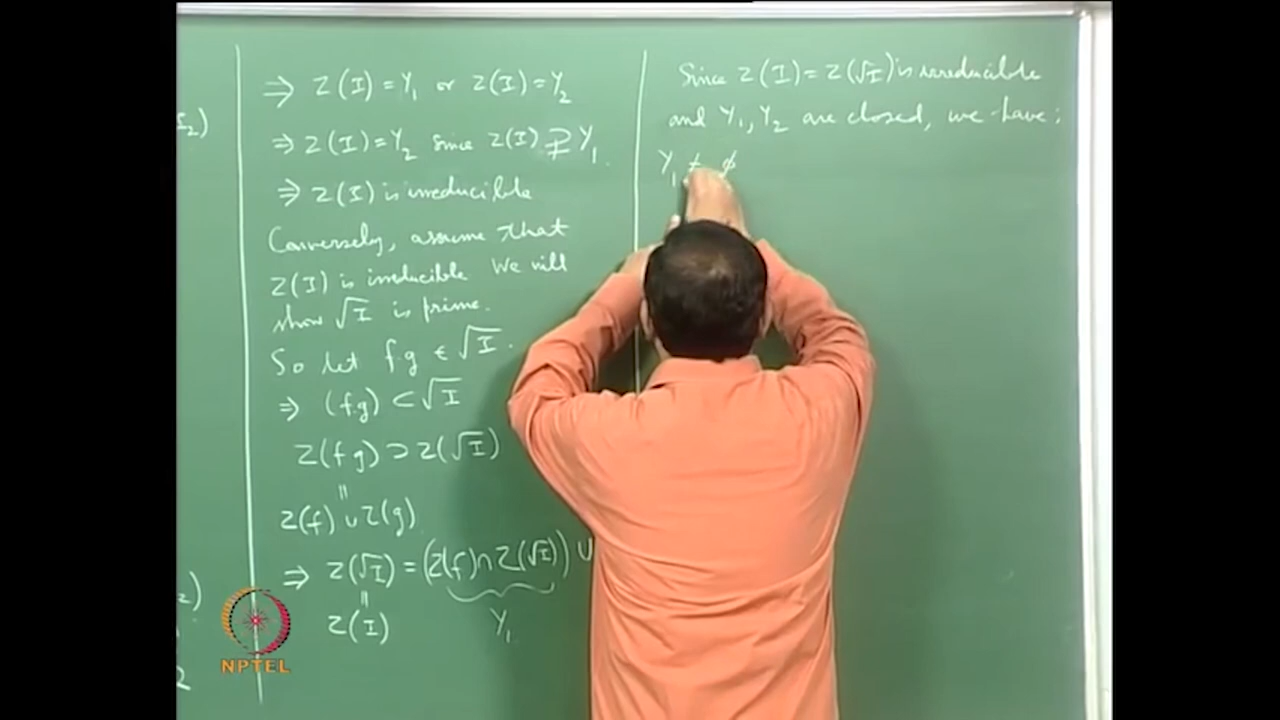 I₂)
⇒ Z(I) = Y₁ or Z(I) = Y₂
⇒ Z(I) = Y₂ since Z(I) ⊋ Y₁.
⇒ Z(I) is irreducible
Conversely, assume that
Z(I) is irreducible. We will
show √I is prime.
So let fg ∈ √I.
⇒ (fg) ⊂ √I
Z(fg) ⊃ Z(√I)
॥
Z(f) ∪ Z(g)
⇒ Z(√I) = (Z(f) ∩ Z(√I)) ∪
॥
Z(I) Y₁
Since Z(I) = Z(√I) is irreducible
and Y₁, Y₂ are closed, we have;
Y₁ ≠ φ
NPTEL